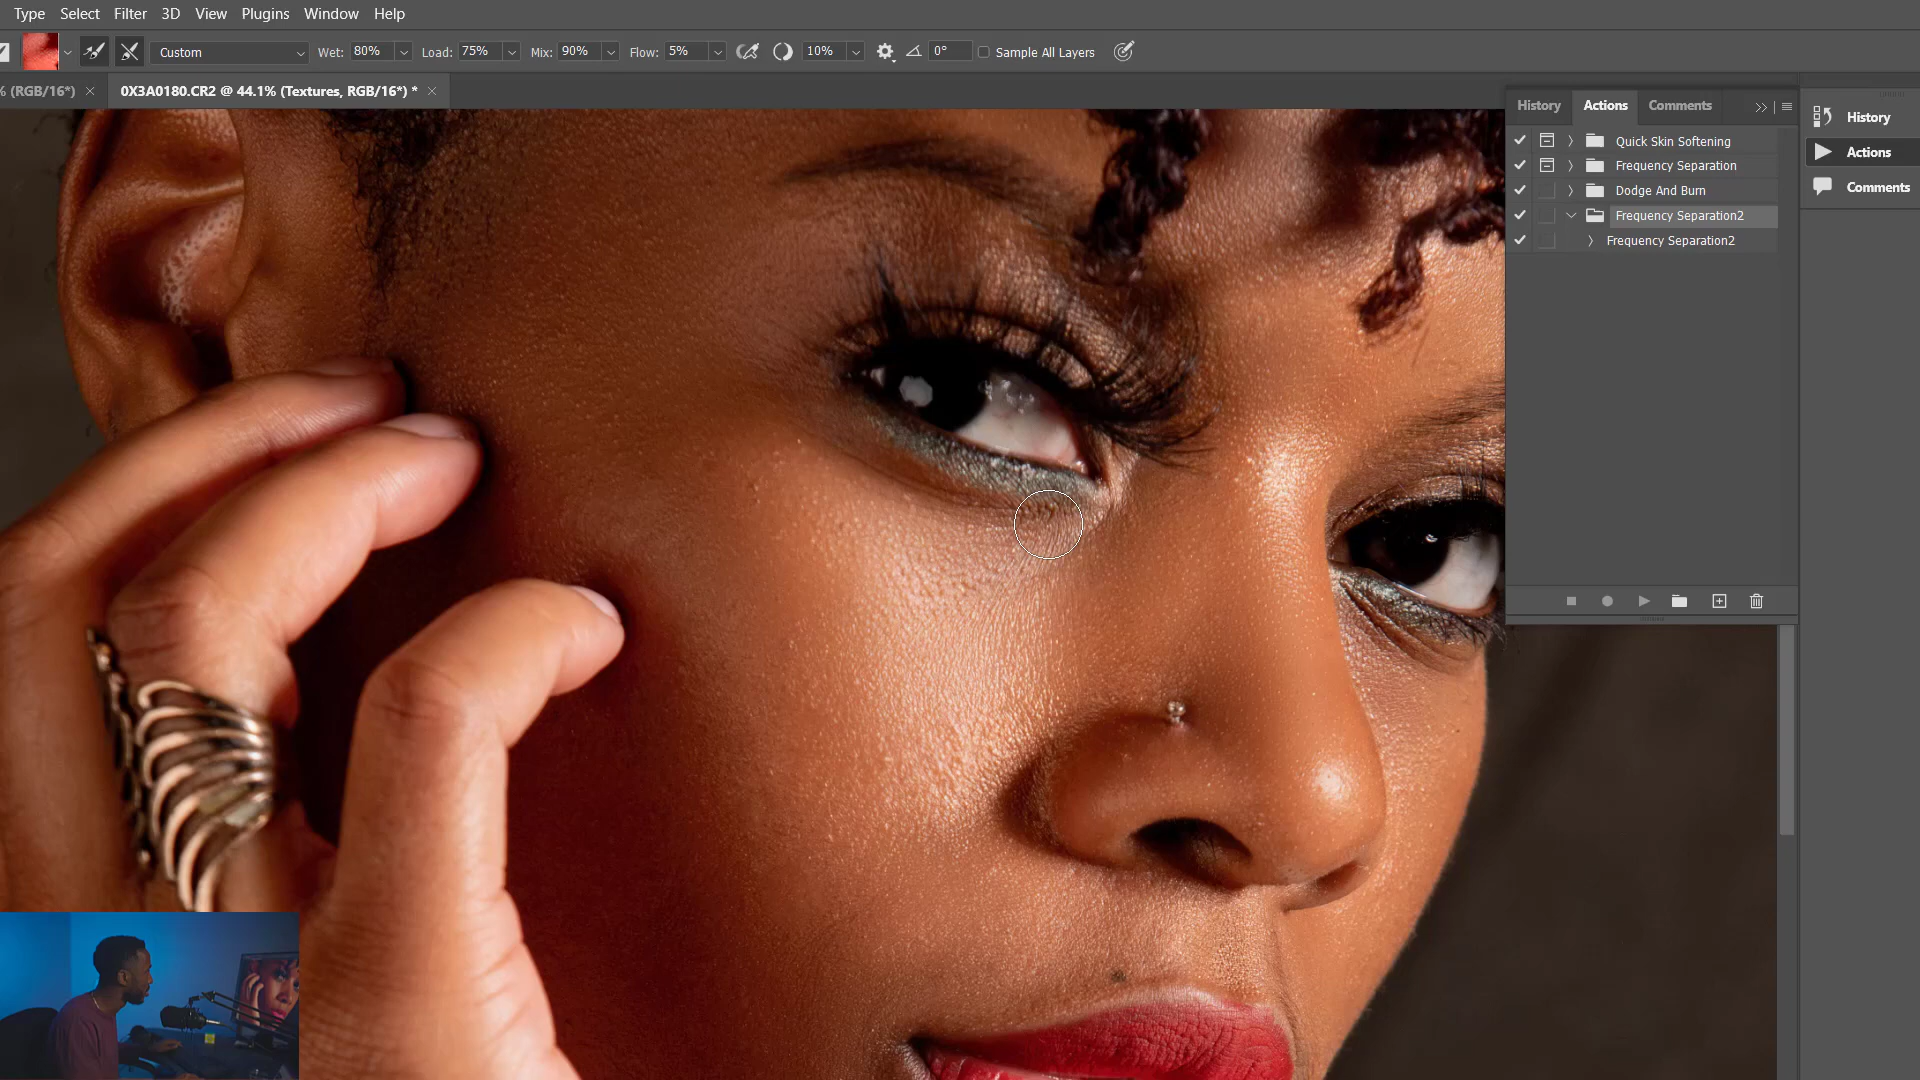 Type Select Filter 3D View Plugins Window Help
Custom Wet: 80% Load: 75% Mix: 90% Flow: 5% 10% 0° Sample All Layers
% (RGB/16*) 0X3A0180.CR2 @ 44.1% (Textures, RGB/16*) *
History Actions Comments
Quick Skin Softening
Frequency Separation
Dodge And Burn
Frequency Separation2
Frequency Separation2
History
Actions
Comments